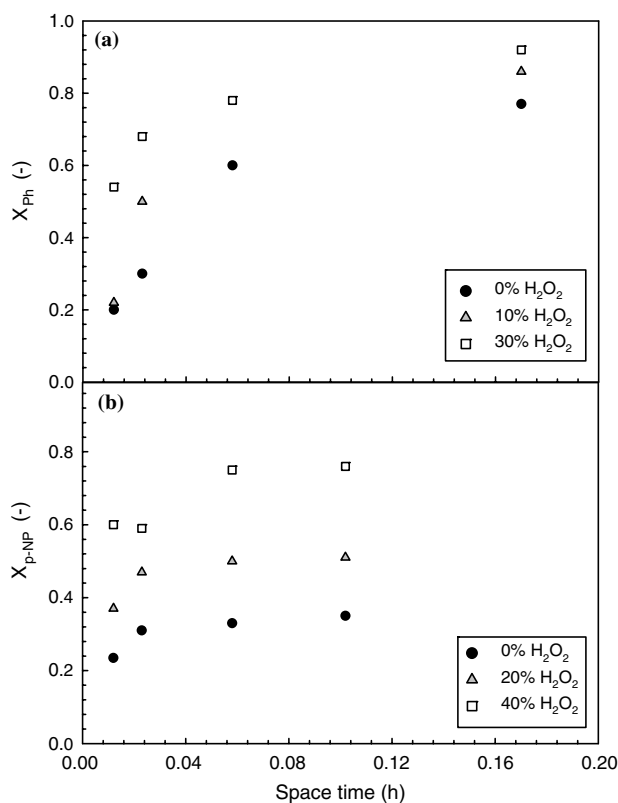 (a)
1.0
0.8
0.6
0.4
0.2
0.0
X_Ph (-)
0% H₂O₂
10% H₂O₂
30% H₂O₂
(b)
0.8
0.6
0.4
0.2
0.0
X_p-NP (-)
0% H₂O₂
20% H₂O₂
40% H₂O₂
0.00 0.04 0.08 0.12 0.16 0.20
Space time (h)